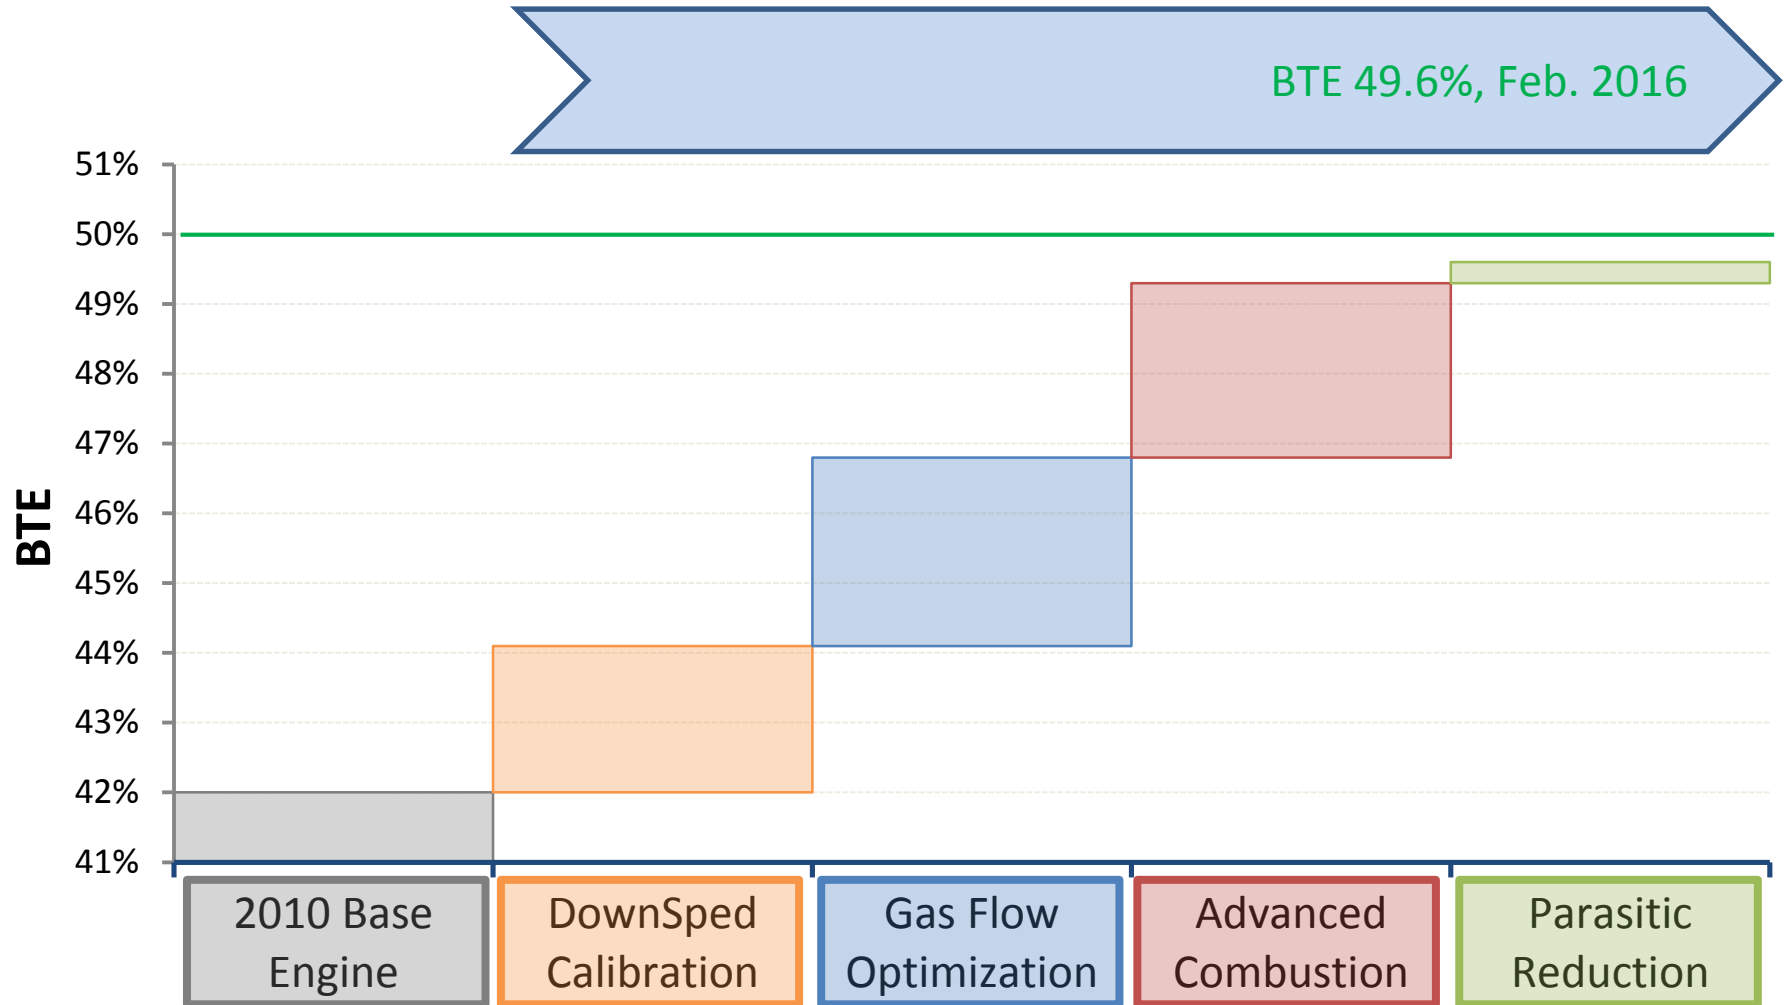 BTE 49.6%, Feb. 2016
51%
50%
49%
48%
47%
46%
45%
44%
43%
42%
41%
BTE
2010 Base
Engine
DownSped
Calibration
Gas Flow
Optimization
Advanced
Combustion
Parasitic
Reduction